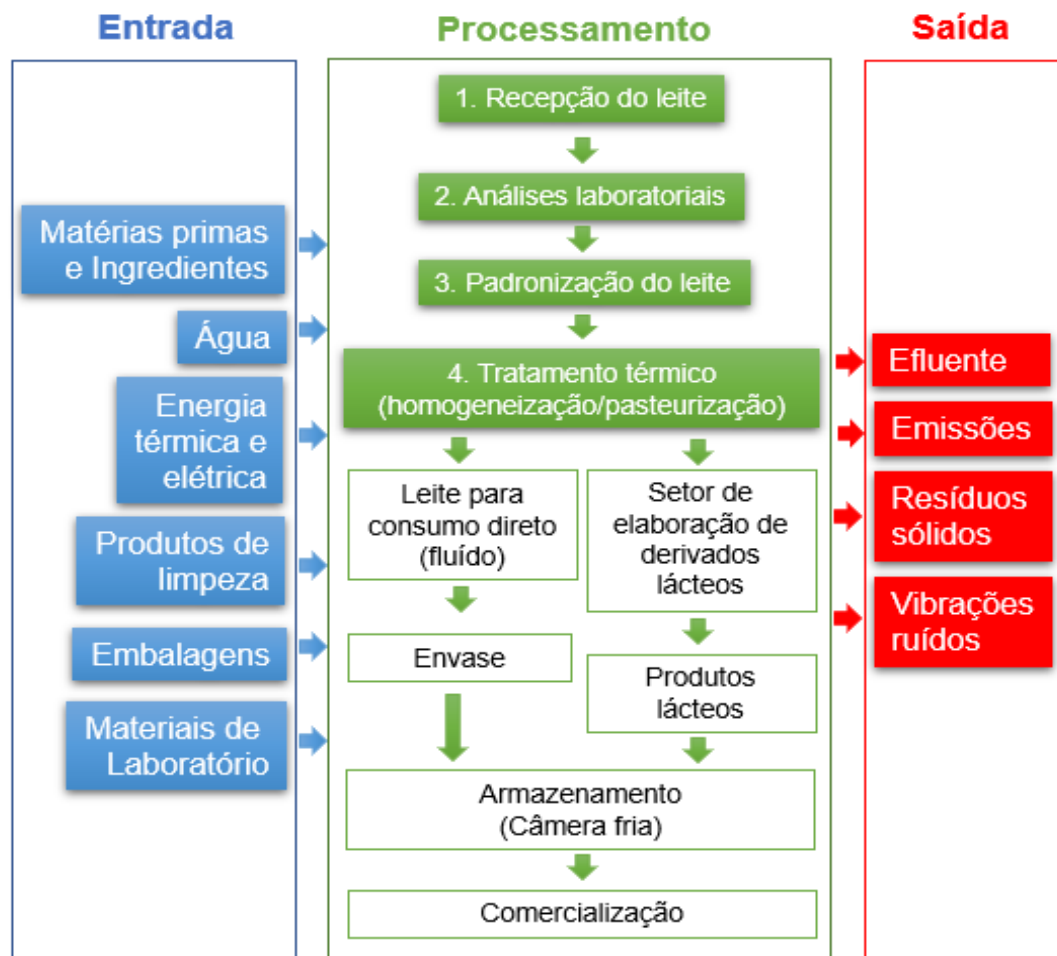 Entrada
Matérias primas
e Ingredientes
Água
Energia
térmica e
elétrica
Produtos de
limpeza
Embalagens
Materiais de
Laboratório
Processamento
1. Recepção do leite
2. Análises laboratoriais
3. Padronização do leite
4. Tratamento térmico
(homogeneização/pasteurização)
Leite para
consumo direto
(fluído)
Envase
Setor de
elaboração de
derivados
lácteos
Produtos
lácteos
Armazenamento
(Câmera fria)
Comercialização
Saída
Efluente
Emissões
Resíduos
sólidos
Vibrações
ruídos